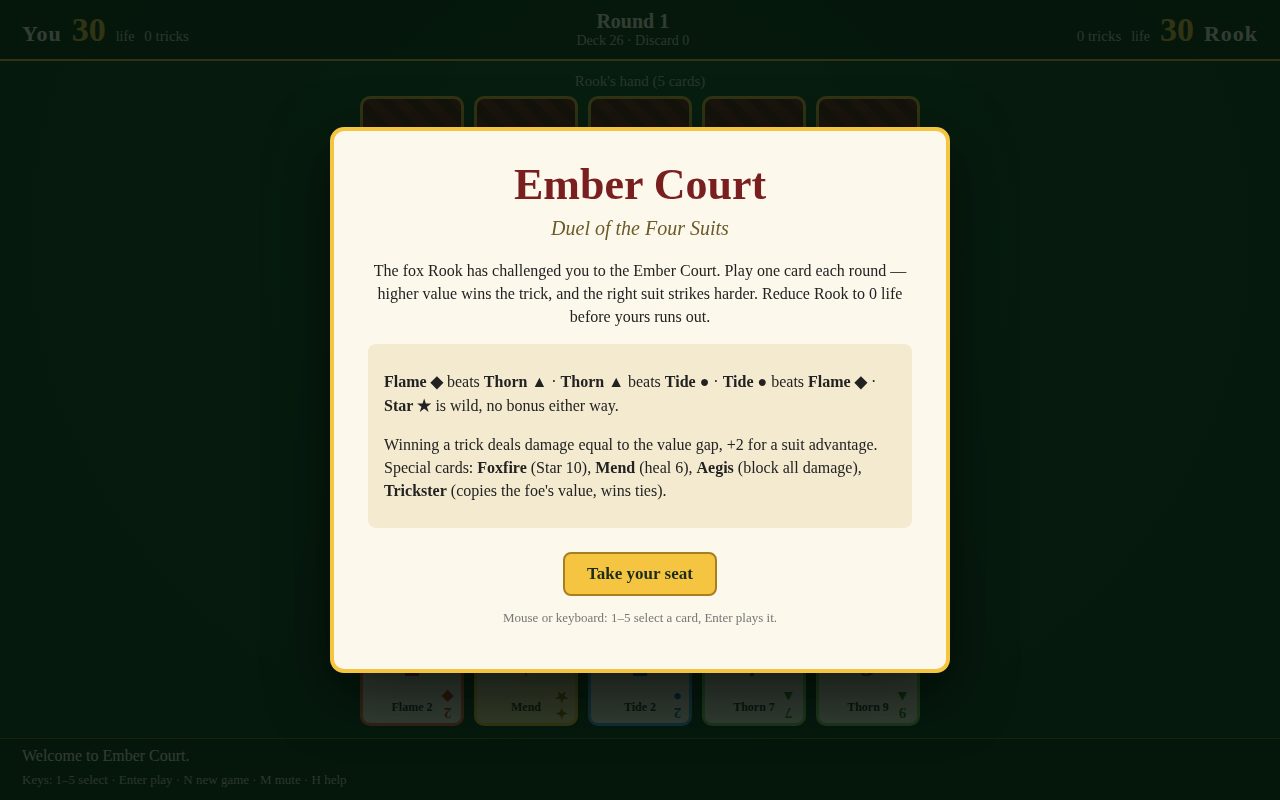 You 30 life 0 tricks
Round 1
Deck 26 · Discard 0
0 tricks life 30 Rook
Rook's hand (5 cards)
Ember Court
Duel of the Four Suits
The fox Rook has challenged you to the Ember Court. Play one card each round —
higher value wins the trick, and the right suit strikes harder. Reduce Rook to 0 life
before yours runs out.
Flame ◆ beats Thorn ▲ · Thorn ▲ beats Tide ● · Tide ● beats Flame ◆ ·
Star ★ is wild, no bonus either way.
Winning a trick deals damage equal to the value gap, +2 for a suit advantage.
Special cards: Foxfire (Star 10), Mend (heal 6), Aegis (block all damage),
Trickster (copies the foe's value, wins ties).
Take your seat
Mouse or keyboard: 1–5 select a card, Enter plays it.
Flame 2 ◆ 2
Mend ★ ✦
Tide 2 ● 2
Thorn 7 ▲ 7
Thorn 9 ▲ 9
Welcome to Ember Court.
Keys: 1–5 select · Enter play · N new game · M mute · H help